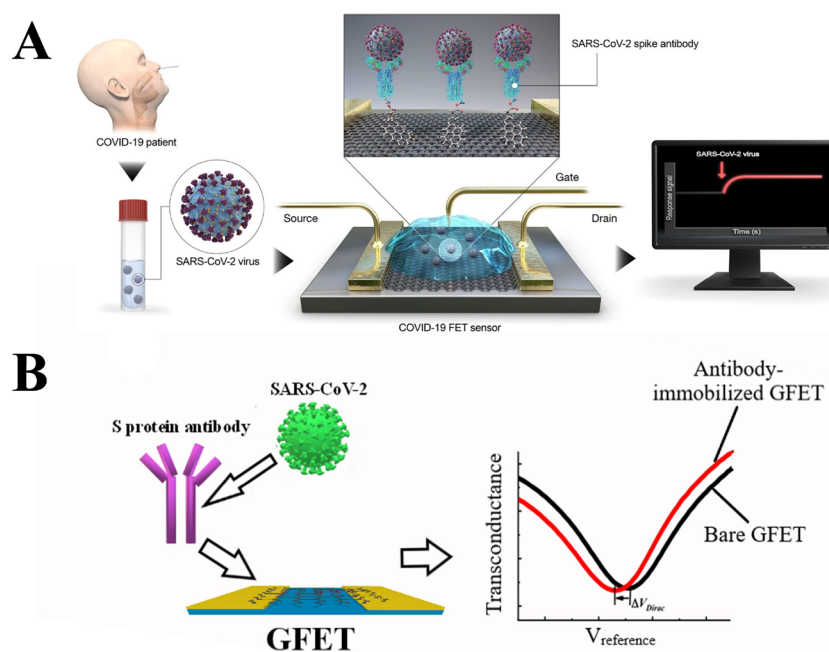 A
COVID-19 patient
SARS-CoV-2 virus
SARS-CoV-2 spike antibody
Source
Gate
Drain
COVID-19 FET sensor
SARS-CoV-2 virus
Response signal
Time (s)
B
S protein antibody
SARS-CoV-2
GFET
Antibody-
immobilized GFET
Bare GFET
Transconductance
ΔV_Dirac
V_reference